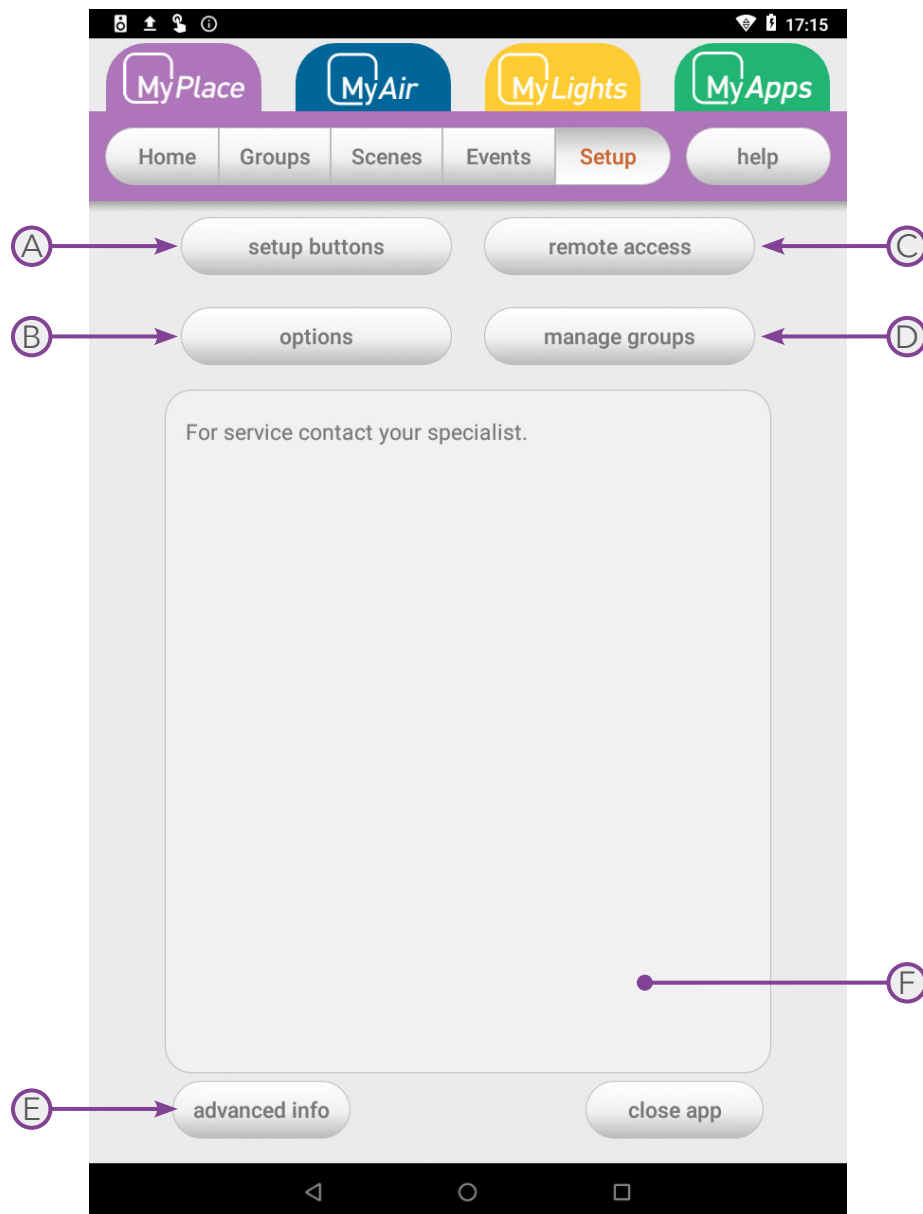 17:15
MyPlace MyAir MyLights MyApps
Home Groups Scenes Events Setup help
A setup buttons remote access C
B options manage groups D
For service contact your specialist.
F
E advanced info close app